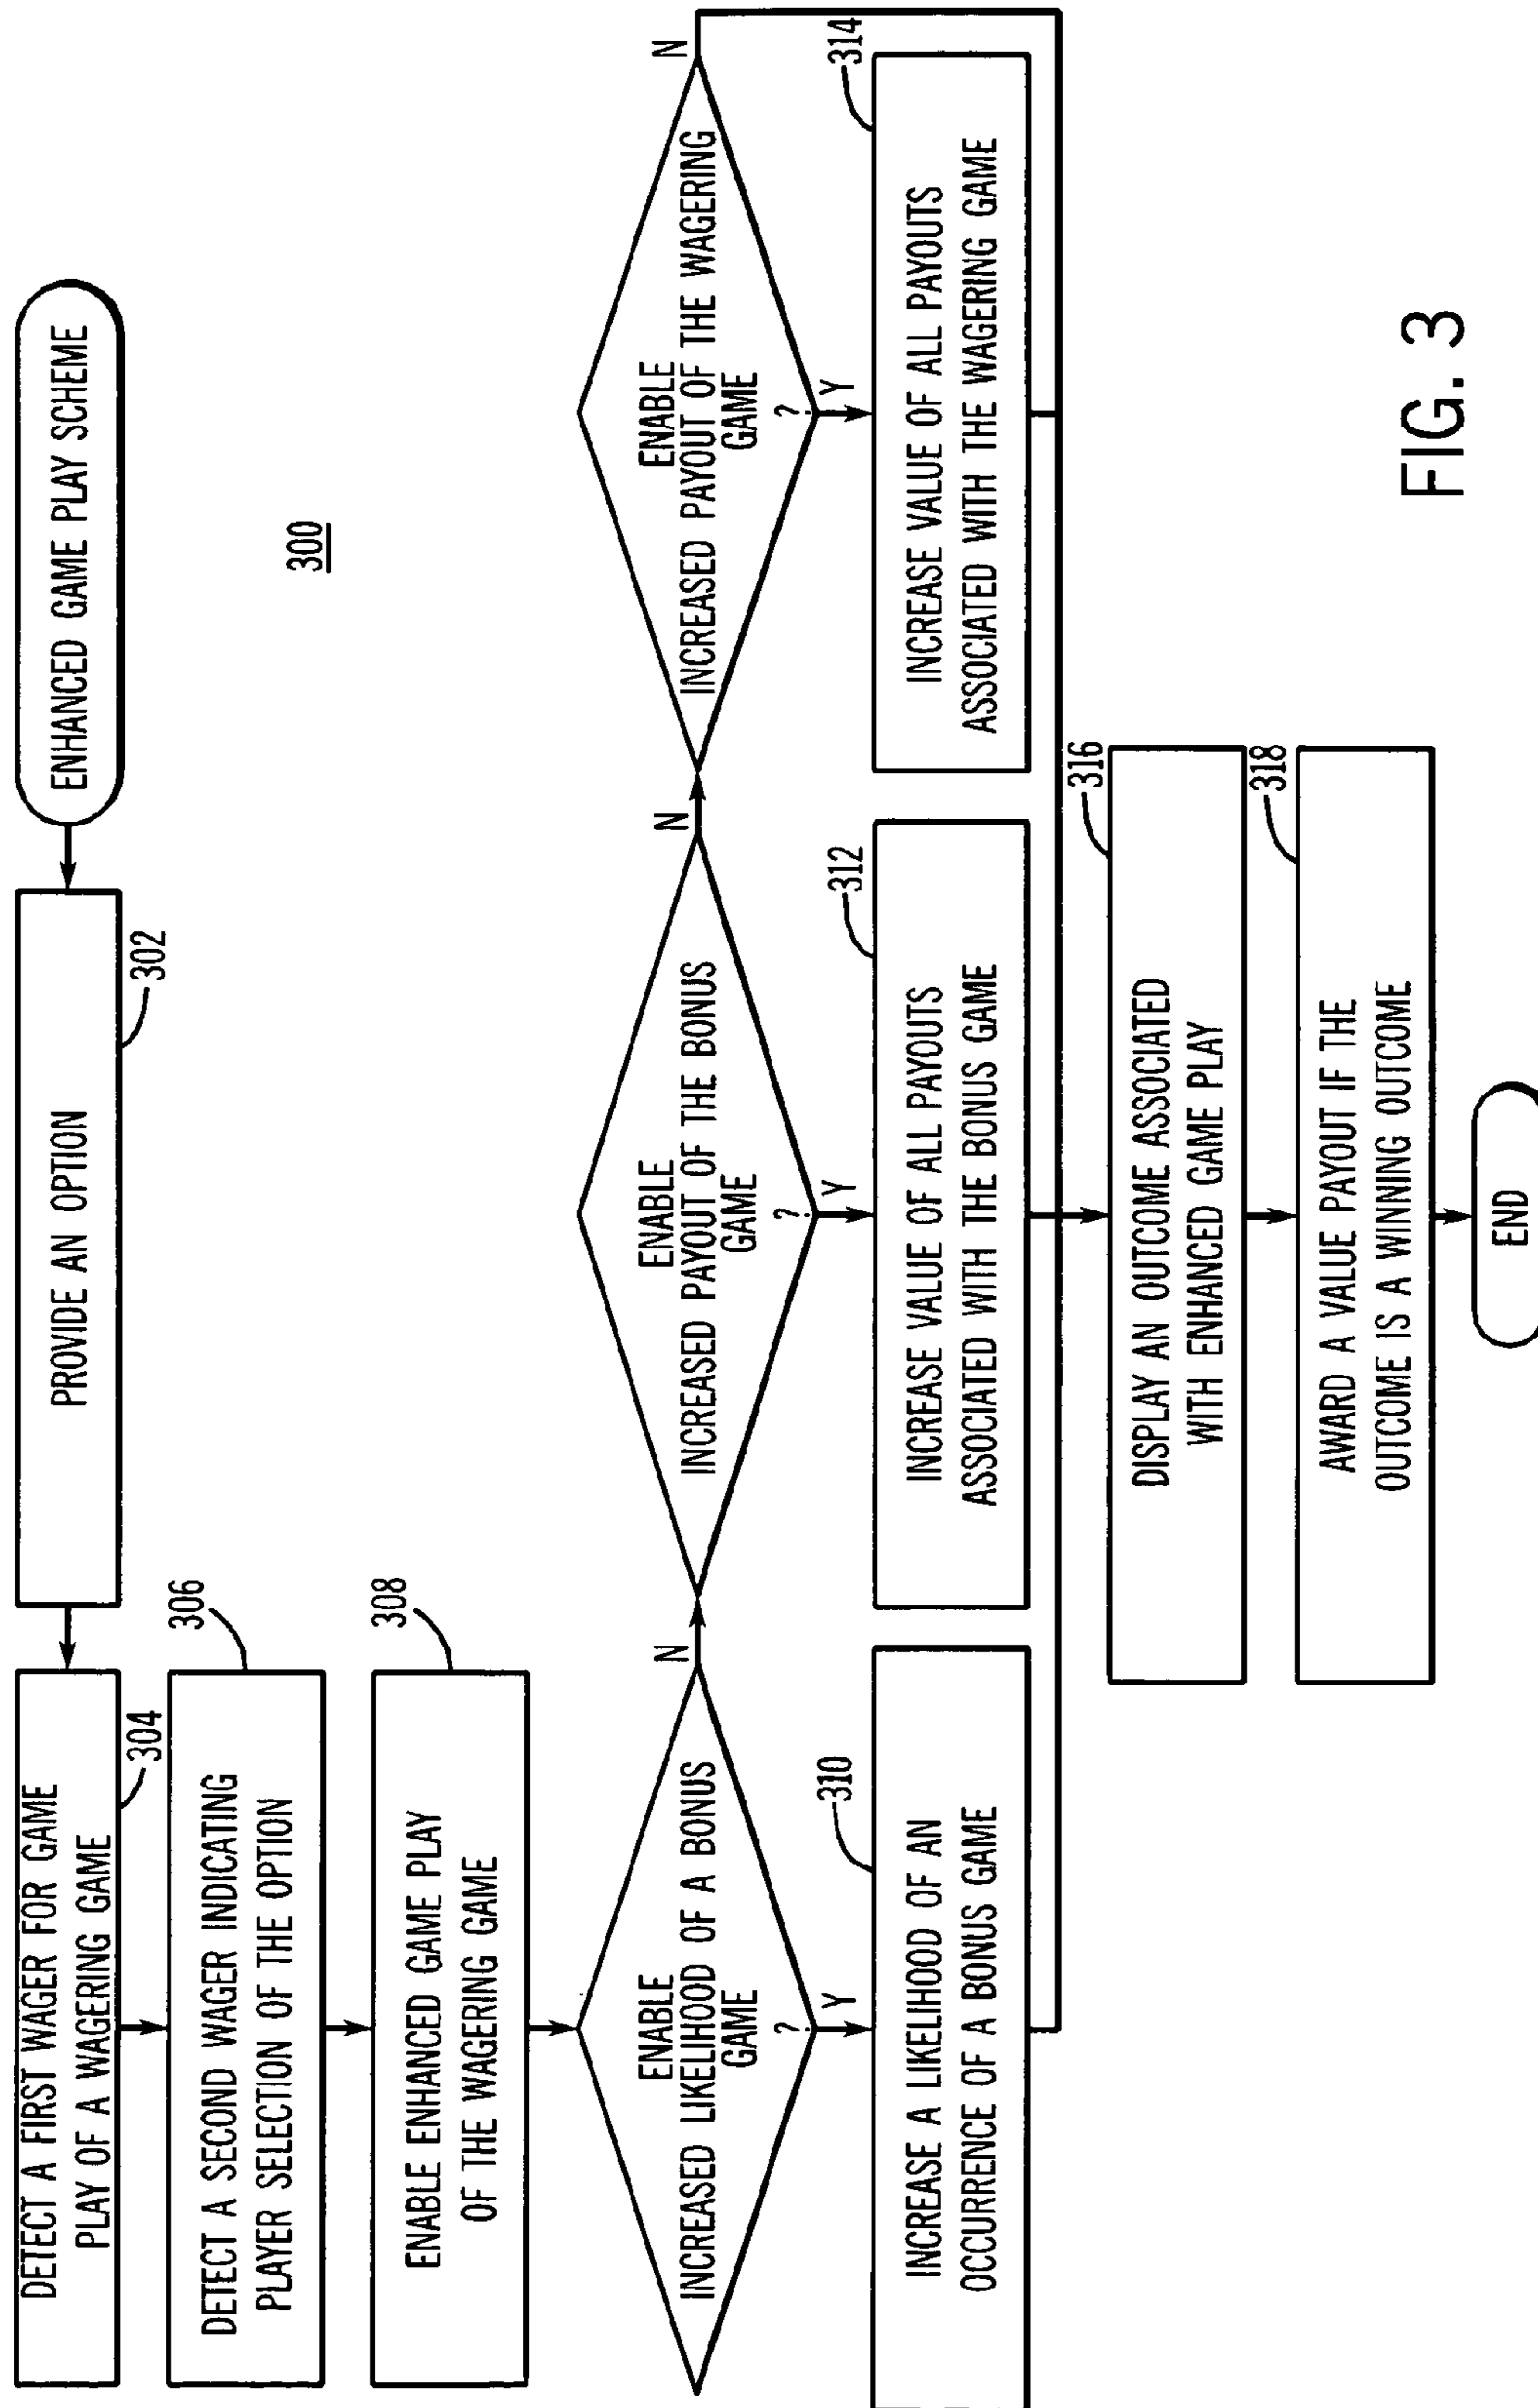 ENHANCED GAME PLAY SCHEME
300
PROVIDE AN OPTION
302
DETECT A FIRST WAGER FOR GAME
PLAY OF A WAGERING GAME
304
DETECT A SECOND WAGER INDICATING
PLAYER SELECTION OF THE OPTION
306
ENABLE ENHANCED GAME PLAY
OF THE WAGERING GAME
308
ENABLE
INCREASED LIKELIHOOD OF A BONUS
GAME
?
N
Y
INCREASE A LIKELIHOOD OF AN
OCCURRENCE OF A BONUS GAME
310
ENABLE
INCREASED PAYOUT OF THE BONUS
GAME
?
N
Y
INCREASE VALUE OF ALL PAYOUTS
ASSOCIATED WITH THE BONUS GAME
312
ENABLE
INCREASED PAYOUT OF THE WAGERING
GAME
?
N
Y
INCREASE VALUE OF ALL PAYOUTS
ASSOCIATED WITH THE WAGERING GAME
314
DISPLAY AN OUTCOME ASSOCIATED
WITH ENHANCED GAME PLAY
316
AWARD A VALUE PAYOUT IF THE
OUTCOME IS A WINNING OUTCOME
318
END
FIG. 3